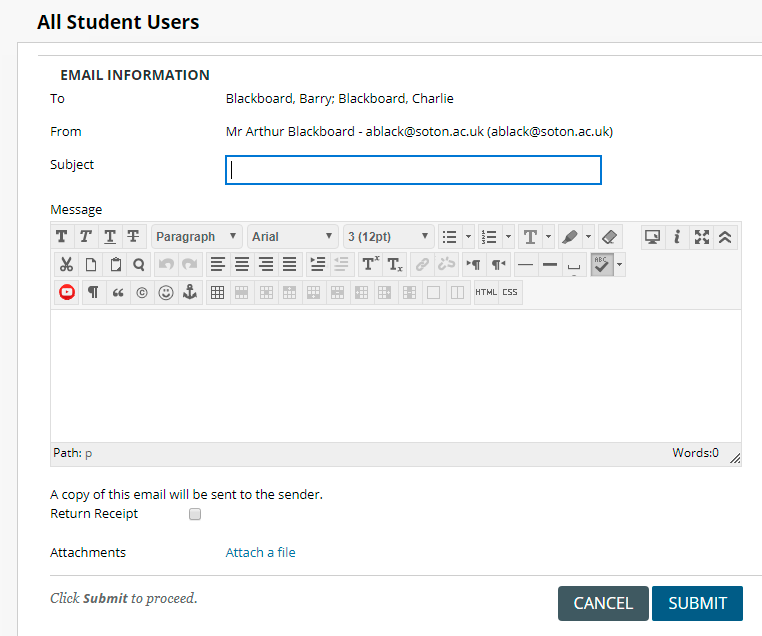 All Student Users
EMAIL INFORMATION
To Blackboard, Barry; Blackboard, Charlie
From Mr Arthur Blackboard - ablack@soton.ac.uk (ablack@soton.ac.uk)
Subject
Message
T T T T Paragraph Arial 3 (12pt) T i
T Tx ABC
HTML CSS
Path: p Words:0
A copy of this email will be sent to the sender.
Return Receipt
Attachments Attach a file
Click Submit to proceed. CANCEL SUBMIT